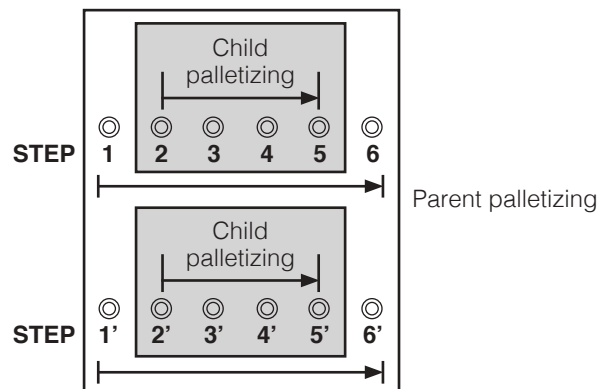 Child
palletizing
STEP 1 2 3 4 5 6
Parent palletizing
Child
palletizing
STEP 1’ 2’ 3’ 4’ 5’ 6’